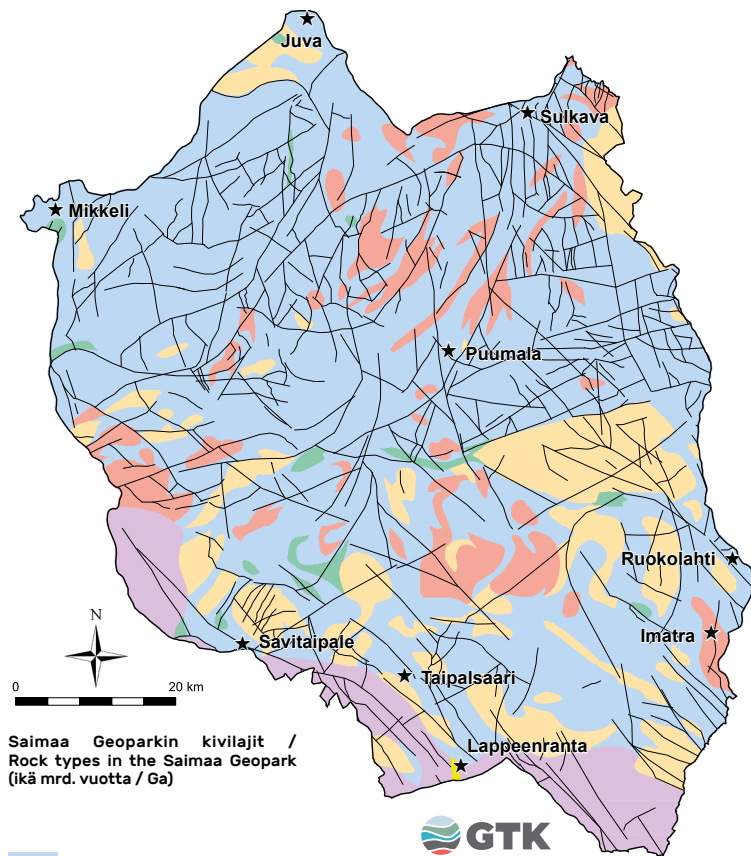 Juva
Sulkava
Mikkeli
Puumala
Ruokolahti
Imatra
Savitaipale
Taipalsaari
Lappeenranta
N
0 20 km
Saimaa Geoparkin kivilajit /
Rock types in the Saimaa Geopark
(ikä mrd. vuotta / Ga)
GTK